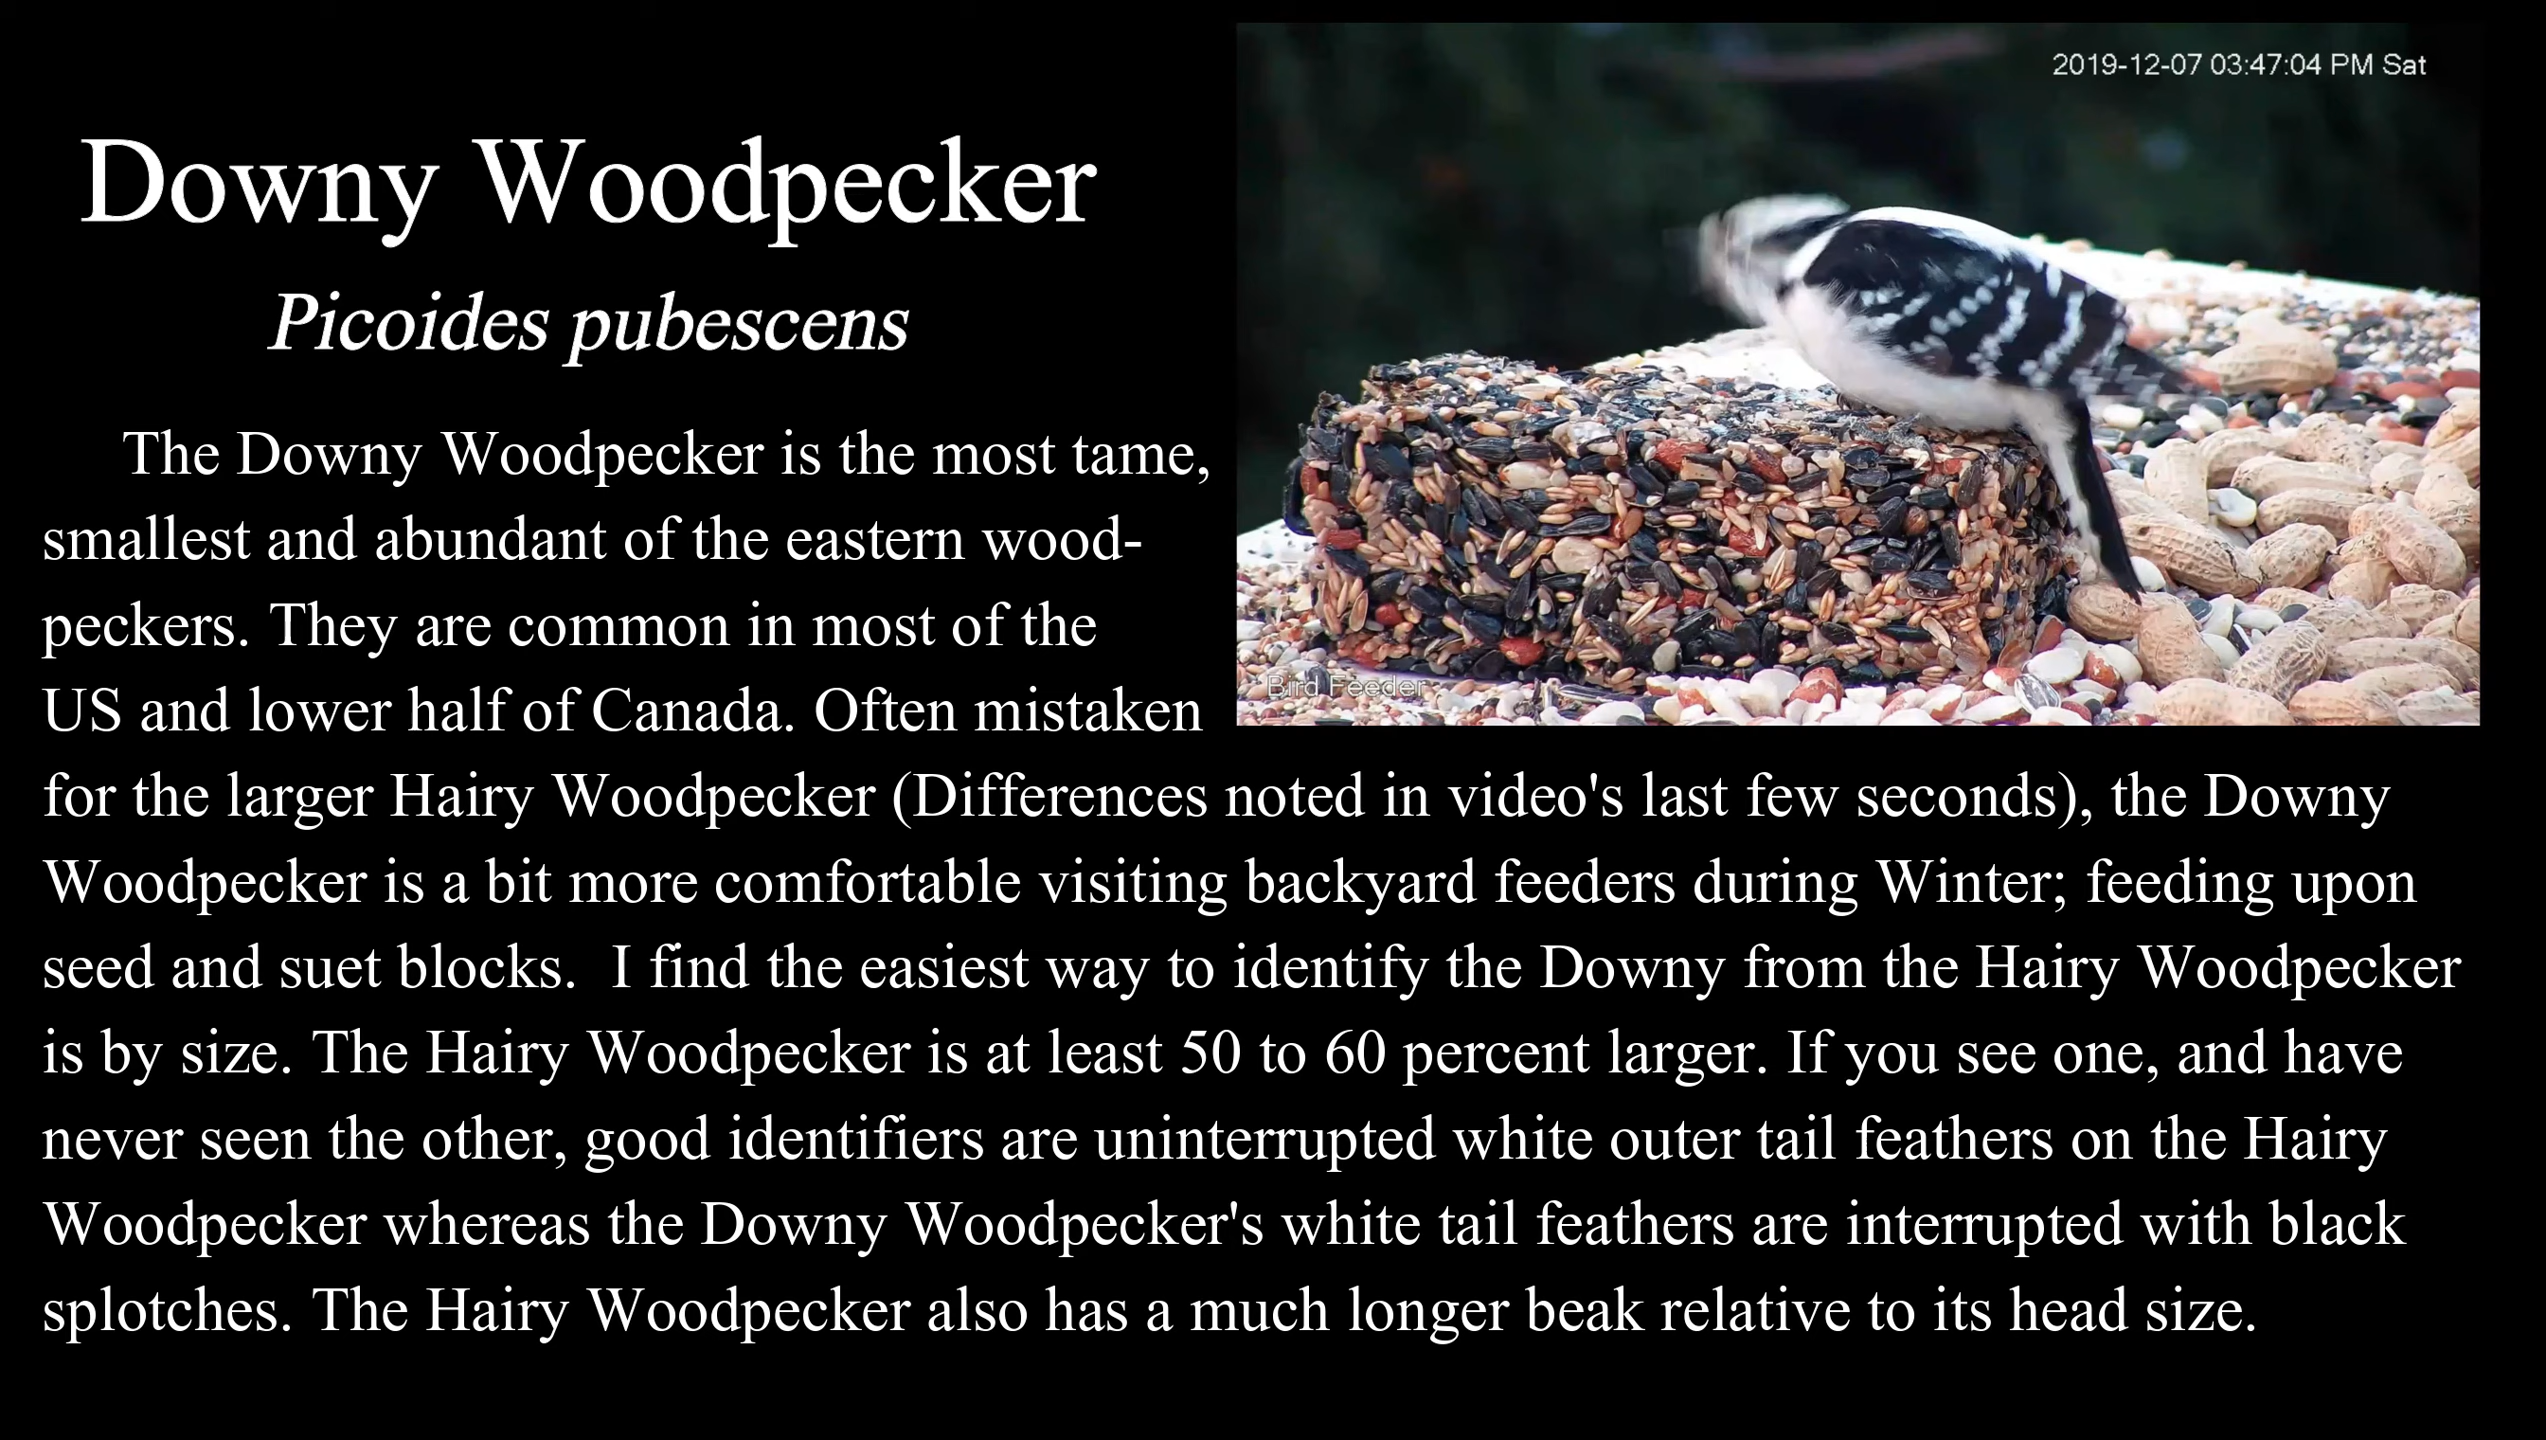 2019-12-07 03:47:04 PM Sat
Downy Woodpecker
Picoides pubescens
The Downy Woodpecker is the most tame,
smallest and abundant of the eastern wood-
peckers. They are common in most of the
US and lower half of Canada. Often mistaken
for the larger Hairy Woodpecker (Differences noted in video's last few seconds), the Downy
Woodpecker is a bit more comfortable visiting backyard feeders during Winter; feeding upon
seed and suet blocks.  I find the easiest way to identify the Downy from the Hairy Woodpecker
is by size. The Hairy Woodpecker is at least 50 to 60 percent larger. If you see one, and have
never seen the other, good identifiers are uninterrupted white outer tail feathers on the Hairy
Woodpecker whereas the Downy Woodpecker's white tail feathers are interrupted with black
splotches. The Hairy Woodpecker also has a much longer beak relative to its head size.
Bird Feeder